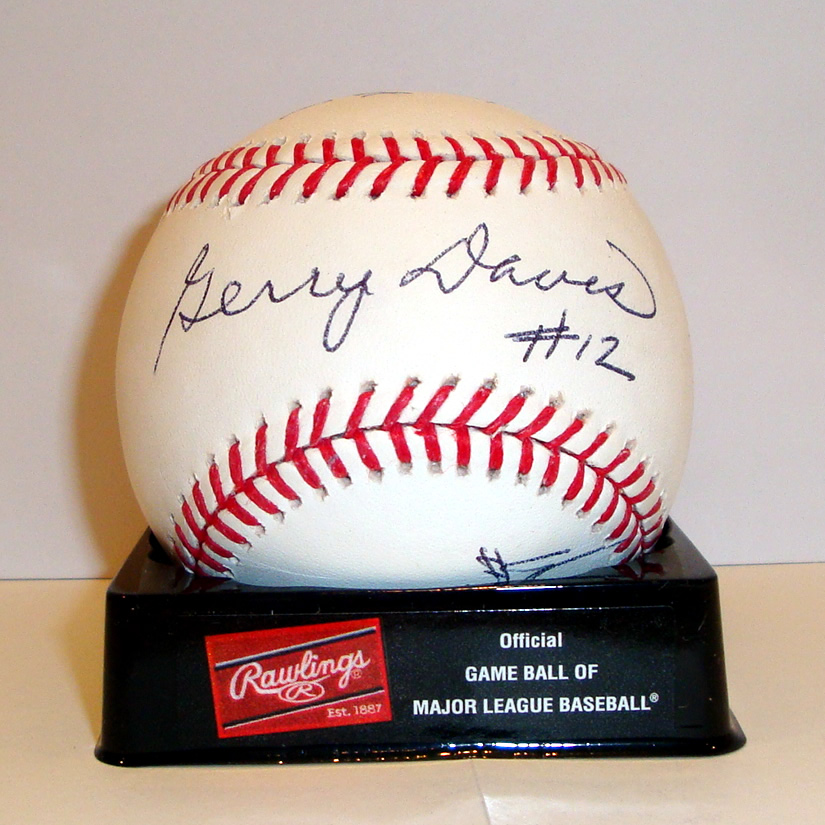 Gerry Davis
#12
Rawlings®
R
Est. 1887
Official
GAME BALL OF
MAJOR LEAGUE BASEBALL®